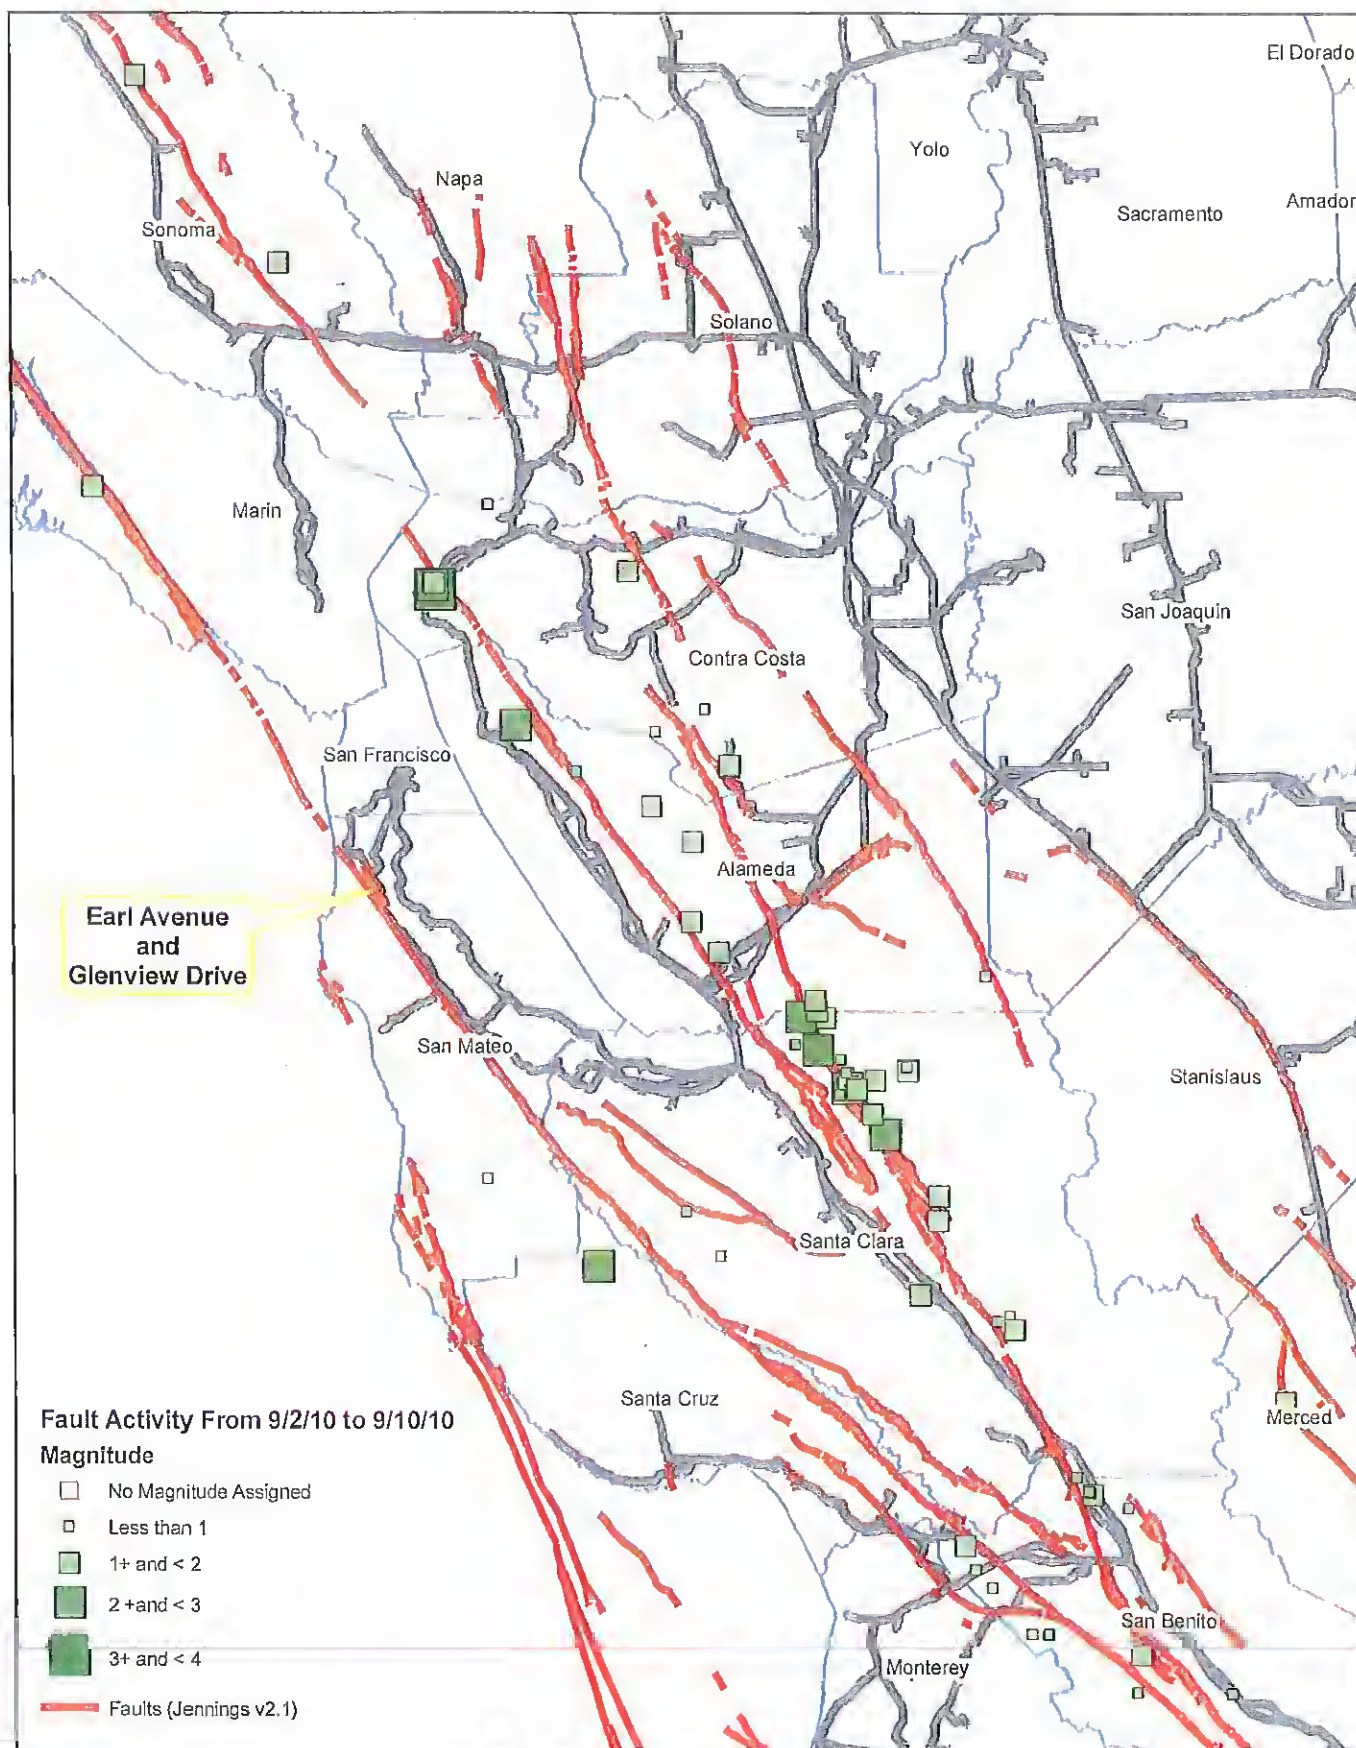 El Dorado
Yolo
Napa
Sacramento
Amador
Sonoma
Solano
Marin
San Joaquin
Contra Costa
San Francisco
Alameda
Earl Avenue
and
Glenview Drive
San Mateo
Stanislaus
Santa Clara
Santa Cruz
Merced
Fault Activity From 9/2/10 to 9/10/10
Magnitude
No Magnitude Assigned
Less than 1
1+ and < 2
2 +and < 3
3+ and < 4
Faults (Jennings v2.1)
San Benito
Monterey